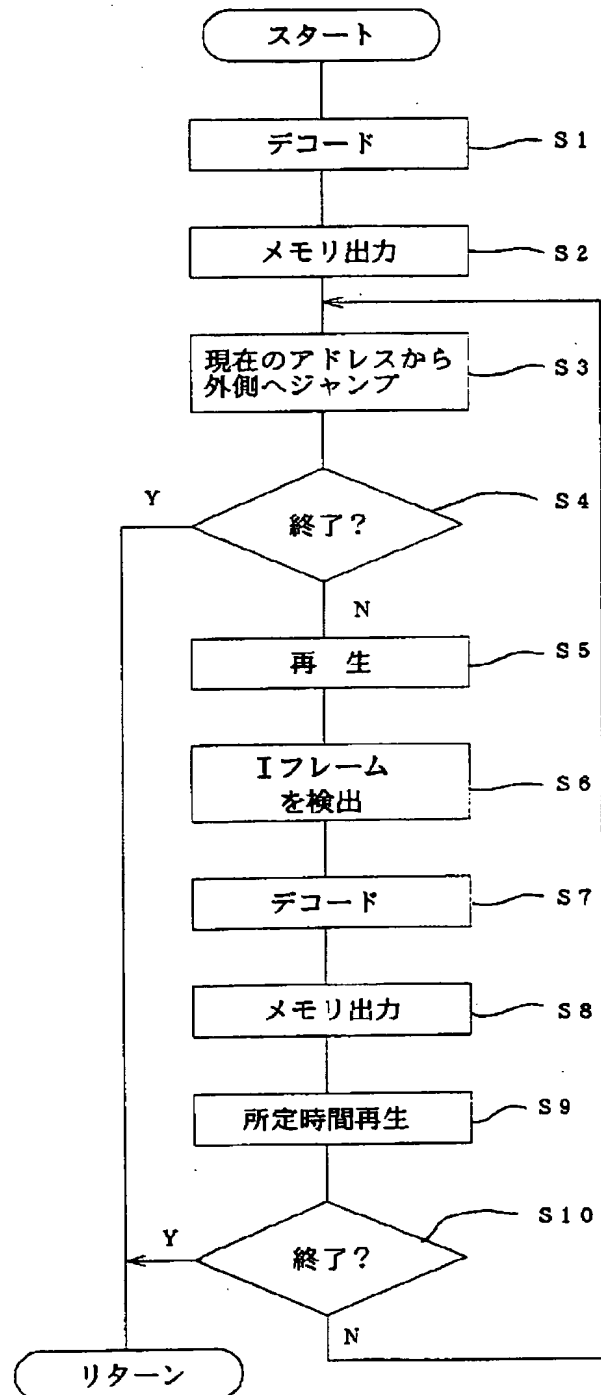 スタート
デコード
S1
メモリ出力
S2
現在のアドレスから
外側へジャンプ
S3
Y
終了?
S4
N
再 生
S5
Iフレーム
を検出
S6
デコード
S7
メモリ出力
S8
所定時間再生
S9
Y
終了?
S10
N
リターン